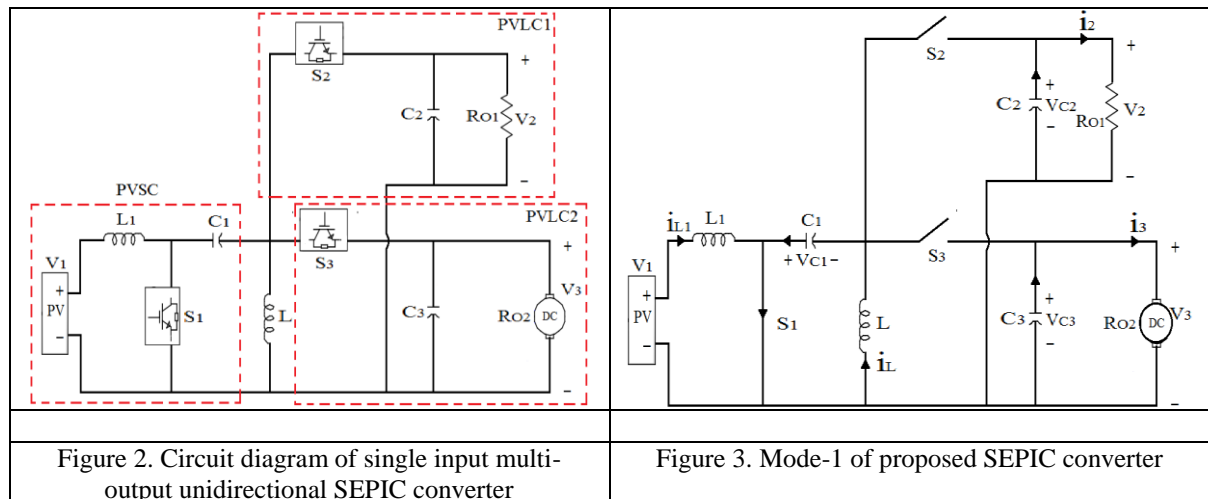 PVLC1
S2
C2
RO1
V2
+
−
PVSC
L1
C1
V1
+
PV
−
S1
L
PVLC2
S3
C3
RO2
DC
V3
+
−
i2
S2
+
C2
VC2
−
RO1
V2
+
−
iL1
L1
C1
+VC1-
V1
+
PV
−
S1
L
iL
S3
i3
+
C3
VC3
−
RO2
DC
V3
+
−
Figure 2. Circuit diagram of single input multi-
output unidirectional SEPIC converter
Figure 3. Mode-1 of proposed SEPIC converter